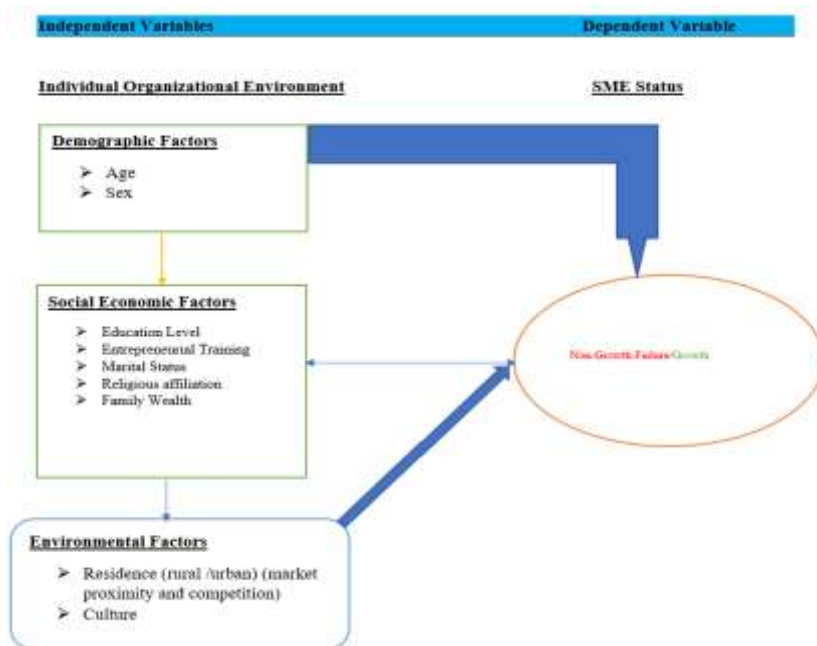 Independent Variables
Dependent Variable
Individual Organizational Environment
SME Status
Demographic Factors
➤ Age
➤ Sex
Social Economic Factors
➤ Education Level
➤ Entrepreneurial Training
➤ Marital Status
➤ Religious affiliation
➤ Family Wealth
Non-Growth-Failure-Growth
Environmental Factors
➤ Residence (rural /urban) (market
proximity and competition)
➤ Culture